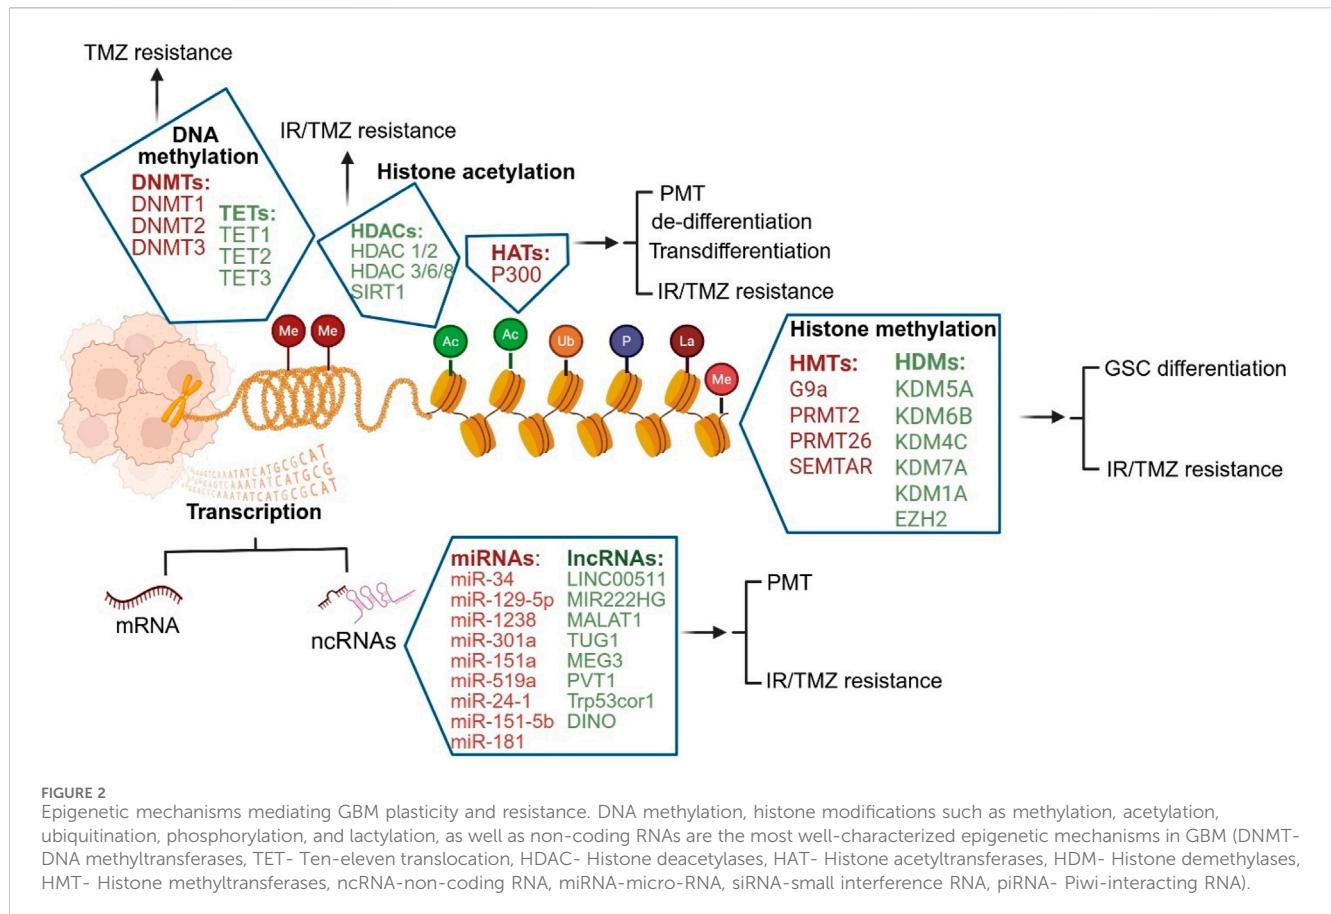 TMZ resistance
DNA
methylation
DNMTs:
DNMT1
DNMT2
DNMT3
TETs:
TET1
TET2
TET3
IR/TMZ resistance
Histone acetylation
HDACs:
HDAC 1/2
HDAC 3/6/8
SIRT1
HATs:
P300
PMT
de-differentiation
Transdifferentiation
IR/TMZ resistance
Me
Me
Ac
Ac
Ub
P
La
Me
Histone methylation
HMTs:
G9a
PRMT2
PRMT26
SEMTAR
HDMs:
KDM5A
KDM6B
KDM4C
KDM7A
KDM1A
EZH2
GSC differentiation
IR/TMZ resistance
Transcription
mRNA
ncRNAs
miRNAs:
miR-34
miR-129-5p
miR-1238
miR-301a
miR-151a
miR-519a
miR-24-1
miR-151-5b
miR-181
lncRNAs:
LINC00511
MIR222HG
MALAT1
TUG1
MEG3
PVT1
Trp53cor1
DINO
PMT
IR/TMZ resistance
FIGURE 2
Epigenetic mechanisms mediating GBM plasticity and resistance. DNA methylation, histone modifications such as methylation, acetylation,
ubiquitination, phosphorylation, and lactylation, as well as non-coding RNAs are the most well-characterized epigenetic mechanisms in GBM (DNMT-
DNA methyltransferases, TET- Ten-eleven translocation, HDAC- Histone deacetylases, HAT- Histone acetyltransferases, HDM- Histone demethylases,
HMT- Histone methyltransferases, ncRNA-non-coding RNA, miRNA-micro-RNA, siRNA-small interference RNA, piRNA- Piwi-interacting RNA).